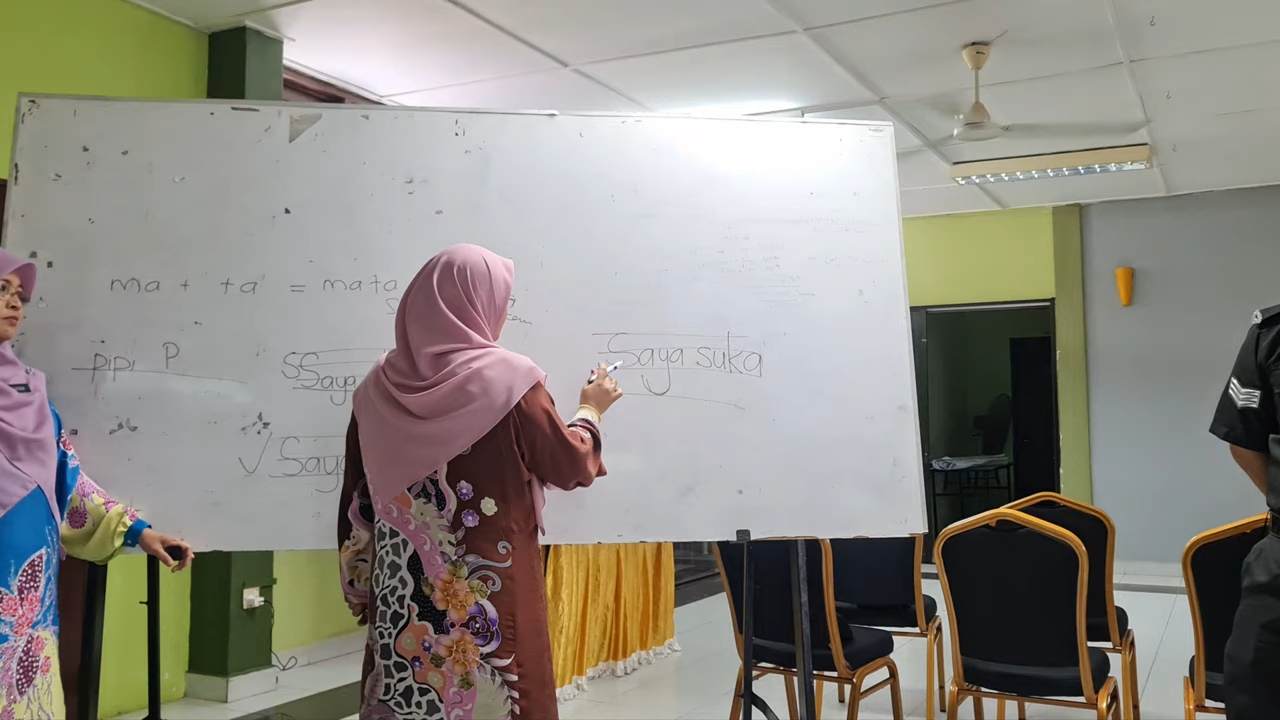 ma + ta = mata
pipi P
SSaya
Saya suka
✓ Saya